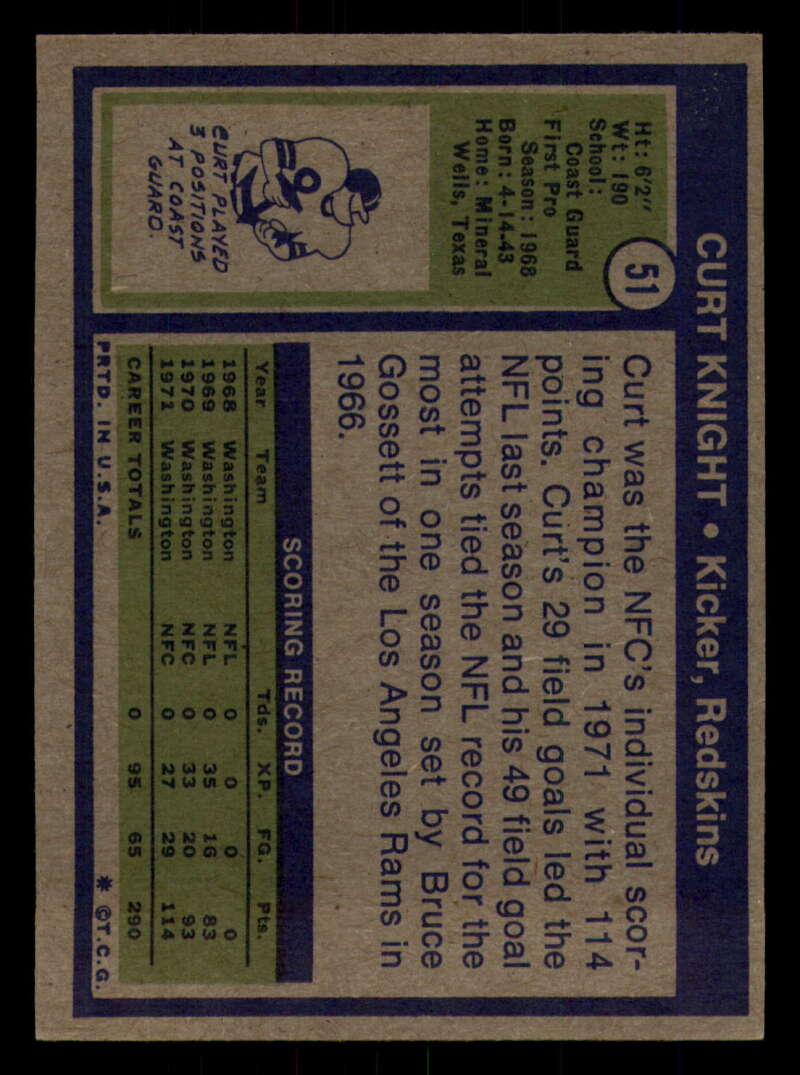 CURT KNIGHT • Kicker, Redskins
51
Ht: 6'2"
Wt: 190
School:
Coast Guard
First Pro
Season: 1968
Born: 4-14-43
Home: Mineral
Wells, Texas
CURT PLAYED
3 POSITIONS
AT COAST
GUARD.
Curt was the NFC's individual scor-
ing champion in 1971 with 114
points. Curt's 29 field goals led the
NFL last season and his 49 field goal
attempts tied the NFL record for the
most in one season set by Bruce
Gossett of the Los Angeles Rams in
1966.
SCORING RECORD
Year Team Tds. XP. FG. Pts.
1968 Washington NFL 0 0 0 0
1969 Washington NFL 0 35 16 83
1970 Washington NFC 0 33 20 93
1971 Washington NFC 0 27 29 114
CAREER TOTALS 0 95 65 290
PRTD. IN U.S.A. * ©T.C.G.